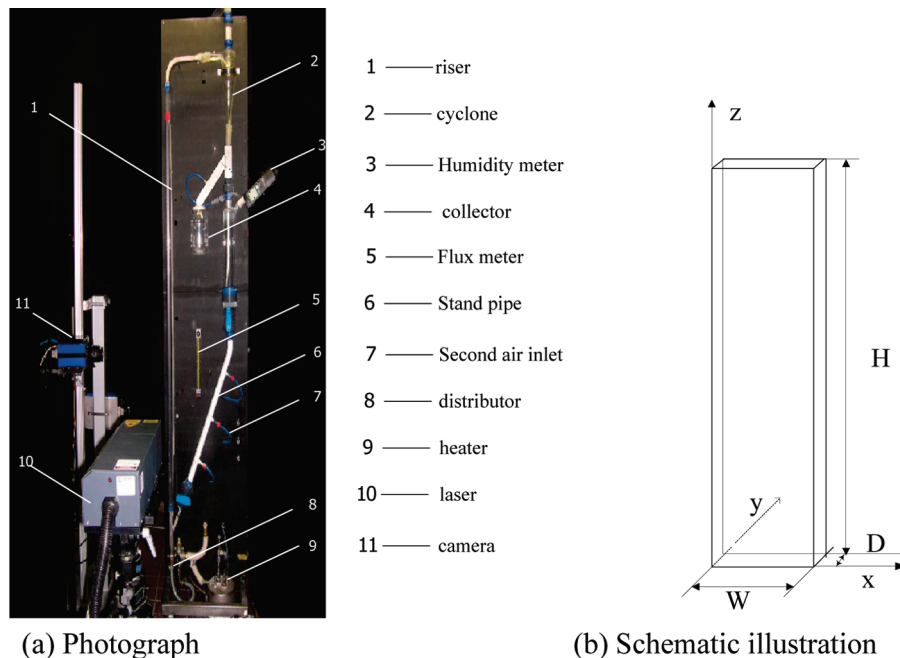 1
2
3
4
5
6
7
8
9
10
11
1 riser
2 cyclone
3 Humidity meter
4 collector
5 Flux meter
6 Stand pipe
7 Second air inlet
8 distributor
9 heater
10 laser
11 camera
z
H
y
D
x
W
(a) Photograph
(b) Schematic illustration